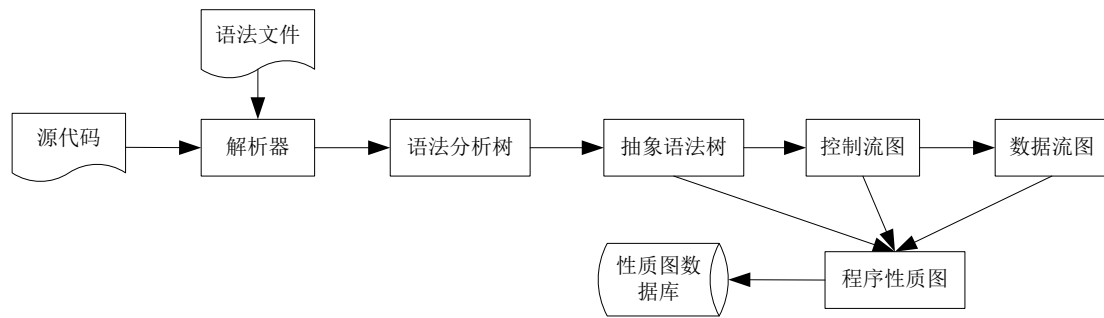 语法文件
源代码
解析器
语法分析树
抽象语法树
控制流图
数据流图
性质图数
据库
程序性质图